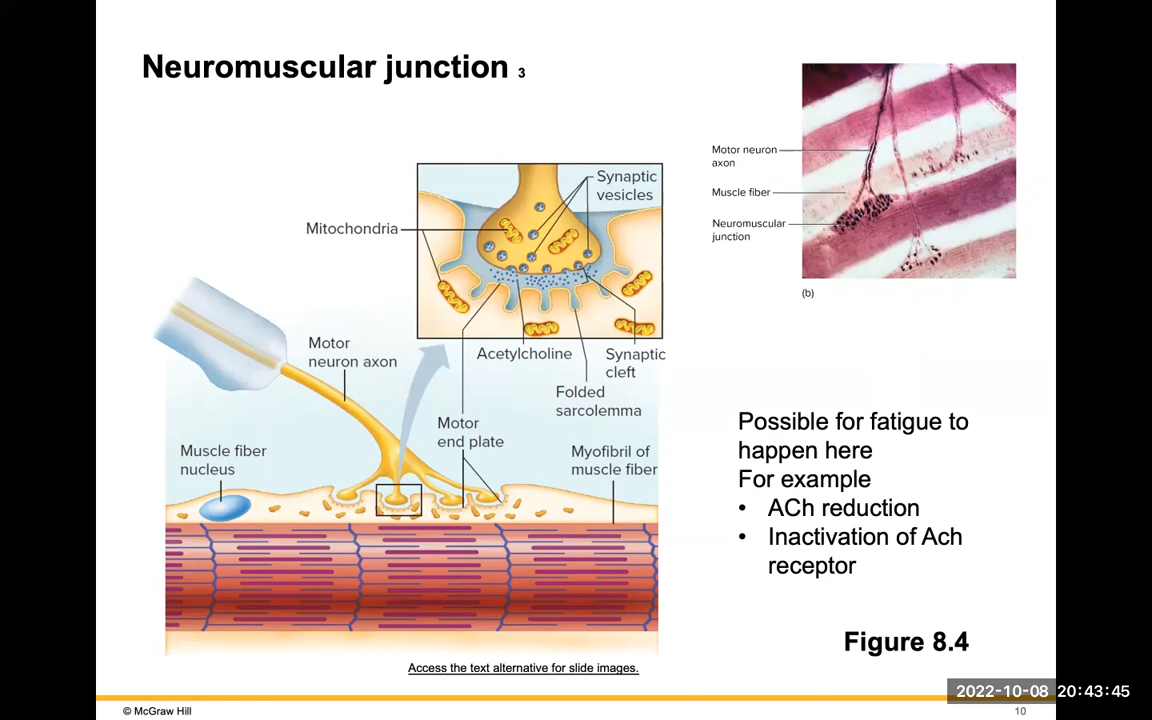 Neuromuscular junction 3
Motor neuron
axon
Muscle fiber
Neuromuscular
junction
(b)
Synaptic
vesicles
Mitochondria
Acetylcholine
Synaptic
cleft
Folded
sarcolemma
Motor
neuron axon
Motor
end plate
Muscle fiber
nucleus
Myofibril of
muscle fiber
Possible for fatigue to
happen here
For example
• ACh reduction
• Inactivation of Ach
receptor
Figure 8.4
Access the text alternative for slide images.
2022-10-08 20:43:45
© McGraw Hill
10